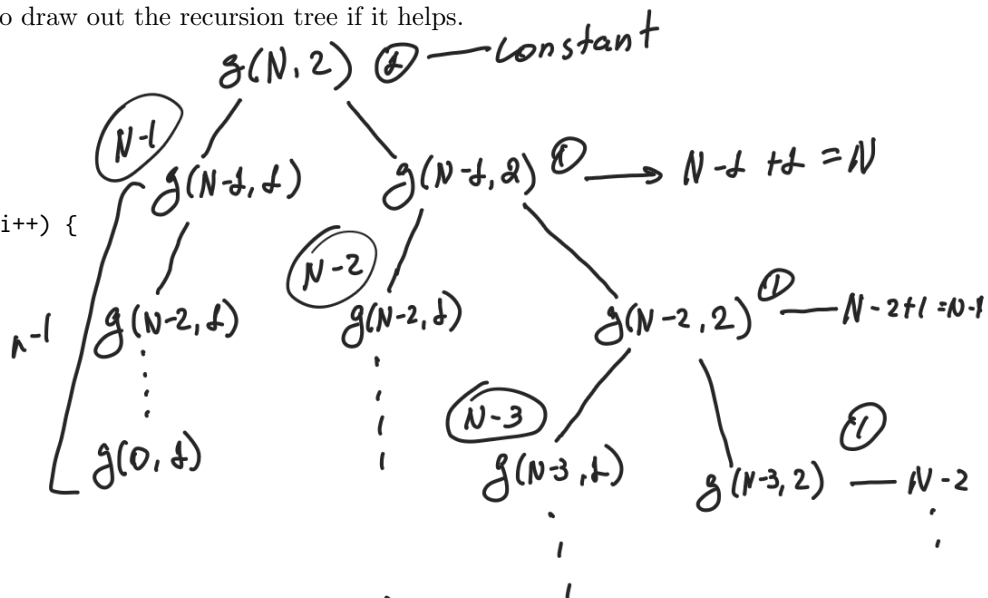 o draw out the recursion tree if it helps.
g(N, 2) 1 — constant
N-1
g(N-1, 1) g(N-1, 2) 1 → N-1 +1 = N
i++) {
N-2
n-1 g(N-2, 1) g(N-2, 1) g(N-2, 2) 1 — N-2+1 =N-1
N-3
1
g(0, 1) g(N-3, 1) g(N-3, 2) — N-2